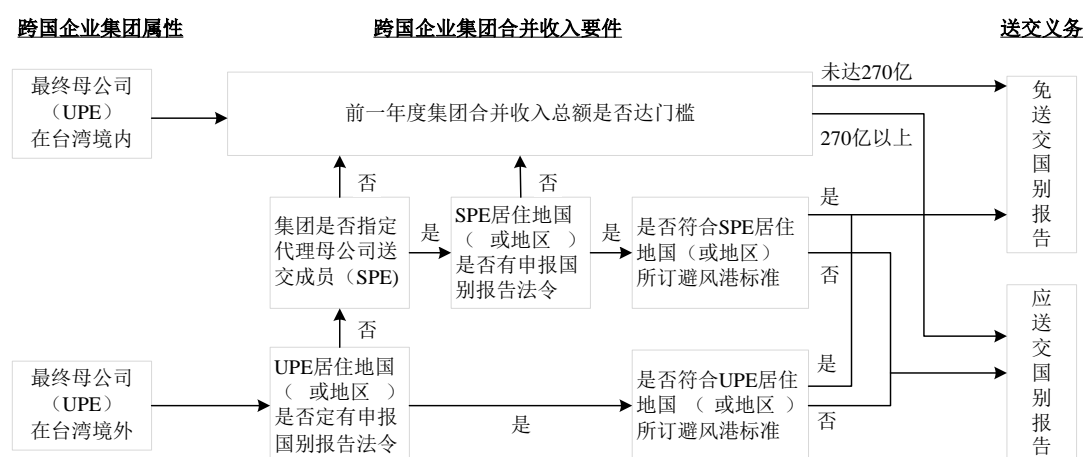 跨国企业集团属性
跨国企业集团合并收入要件
送交义务
最终母公司
（UPE）
在台湾境内
前一年度集团合并收入总额是否达门槛
未达270亿
270亿以上
免
送
交
国
别
报
告
否
否
集团是否指定
代理母公司送
交成员（SPE)
是
SPE居住地国
（ 或地区 ）
是否有申报国
别报告法令
是
是否符合SPE居住
地国（或地区）
所订避风港标准
是
否
否
最终母公司
（UPE）
在台湾境外
UPE居住地国
（ 或地区 ）
是否定有申报
国别报告法令
是
是否符合UPE居住
地国 （ 或地区 ）
所订避风港标准
是
否
应
送
交
国
别
报
告